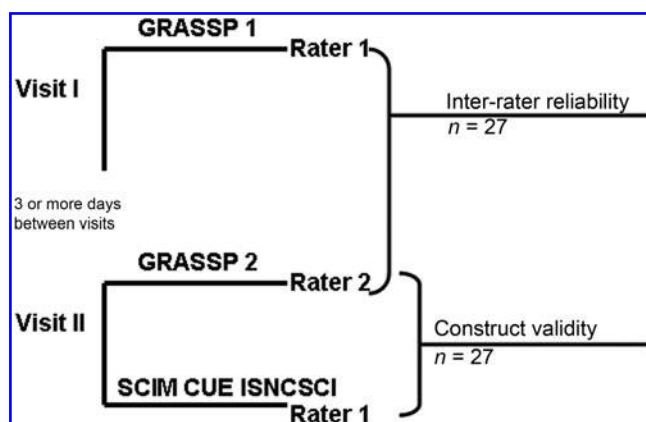 GRASSP 1
Rater 1
Visit I
Inter-rater reliability
n = 27
3 or more days
between visits
GRASSP 2
Rater 2
Visit II
Construct validity
n = 27
SCIM CUE ISNCSCI
Rater 1